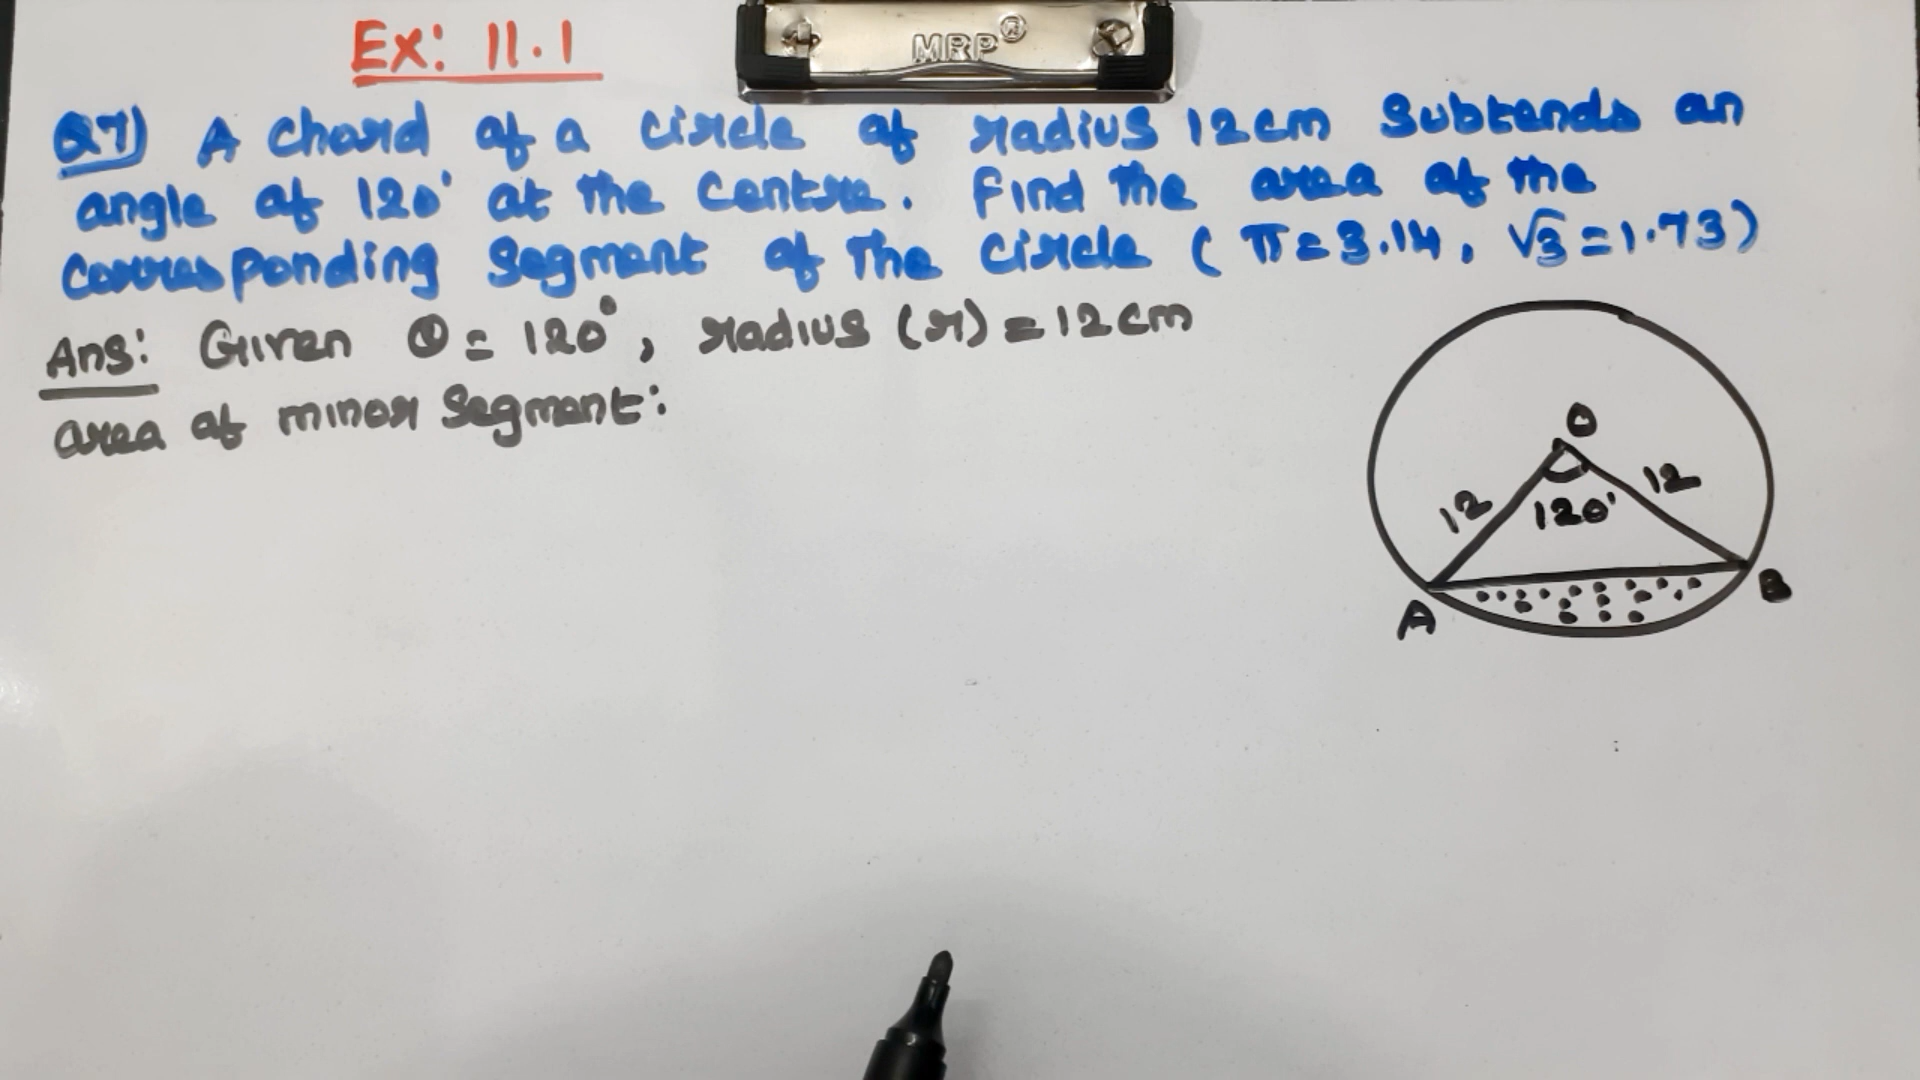 Ex: 11.1
MRP®
Q7) A chord of a circle of radius 12cm subtends an
angle of 120° at the centre. Find the area of the
corresponding segment of the circle ( π=3.14, √3=1.73)
Ans: Given θ = 120°, radius (r) = 12cm
area of minor segment:
O
12
12
120°
A
B